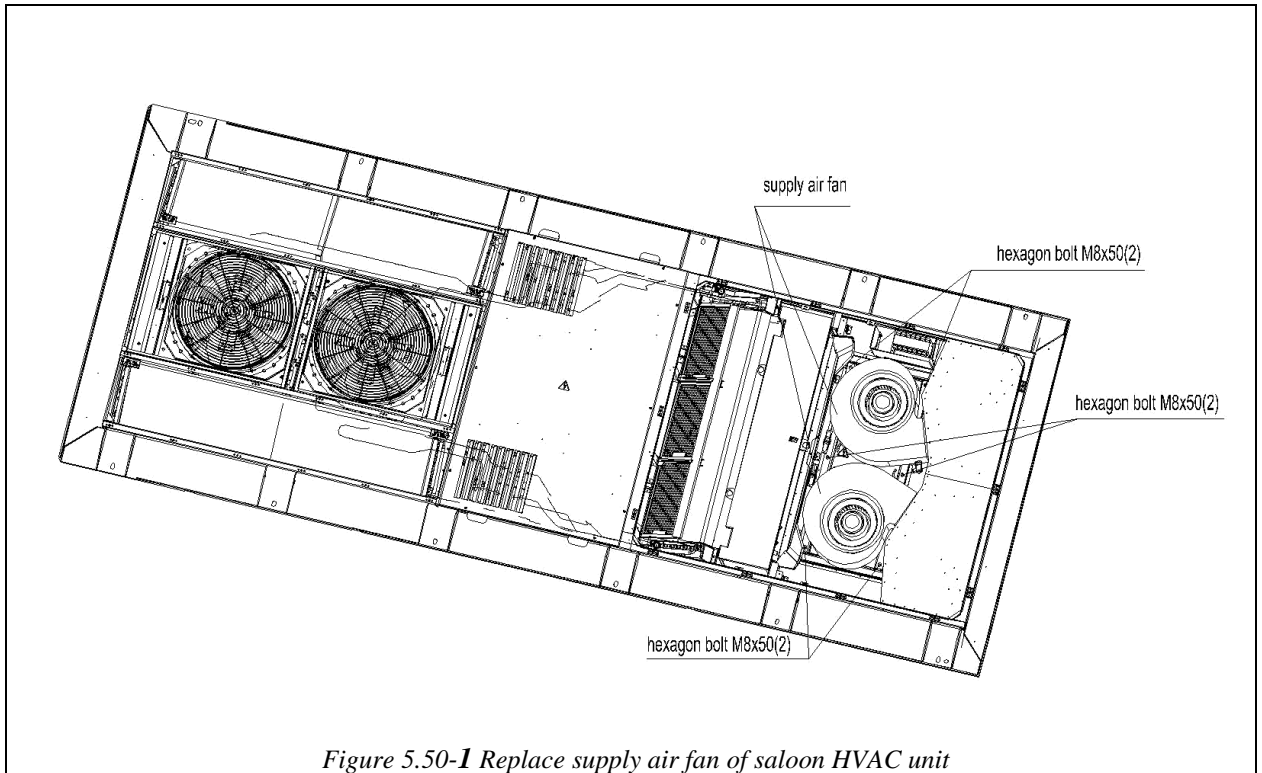 supply air fan
hexagon bolt M8x50(2)
hexagon bolt M8x50(2)
hexagon bolt M8x50(2)
Figure 5.50-1 Replace supply air fan of saloon HVAC unit